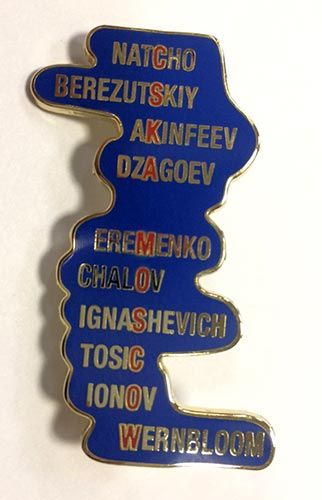 NATCHO
BEREZUTSKIY
AKINFEEV
DZAGOEV
EREMENKO
CHALOV
IGNASHEVICH
TOSIC
IONOV
WERNBLOOM